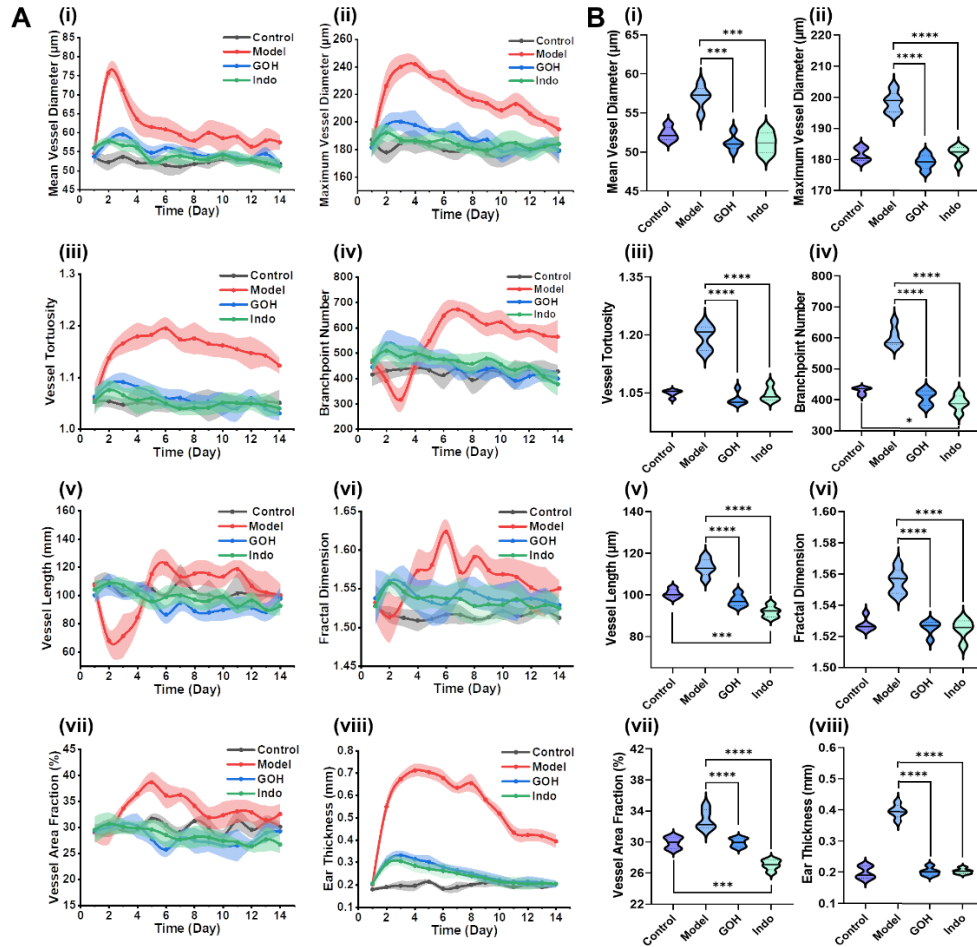 A
(i)
Mean Vessel Diameter (µm)
85
75
65
55
45
0 2 4 6 8 10 12 14
Time (Day)
Control
Model
GOH
Indo
(ii)
Maximum Vessel Diameter (µm)
260
240
220
200
180
160
0 2 4 6 8 10 12 14
Time (Day)
Control
Model
GOH
Indo
B
(i)
Mean Vessel Diameter (µm)
65
60
55
50
45
***
***
Control
Model
GOH
Indo
(ii)
Maximum Vessel Diameter (µm)
220
210
200
190
180
170
****
****
Control
Model
GOH
Indo
(iii)
Vessel Tortuosity
1.3
1.2
1.1
1.0
0 2 4 6 8 10 12 14
Time (Day)
Control
Model
GOH
Indo
(iv)
Branchpoint Number
800
700
600
500
400
300
200
0 2 4 6 8 10 12 14
Time (Day)
Control
Model
GOH
Indo
(iii)
Vessel Tortuosity
1.35
1.20
1.05
****
****
Control
Model
GOH
Indo
(iv)
Branchpoint Number
800
700
600
500
400
300
****
****
*
Control
Model
GOH
Indo
(v)
Vessel Length (mm)
160
140
120
100
80
60
0 2 4 6 8 10 12 14
Time (Day)
Control
Model
GOH
Indo
(vi)
Fractal Dimension
1.65
1.60
1.55
1.50
1.45
0 2 4 6 8 10 12 14
Time (Day)
Control
Model
GOH
Indo
(v)
Vessel Length (µm)
140
120
100
80
****
****
***
Control
Model
GOH
Indo
(vi)
Fractal Dimension
1.60
1.58
1.56
1.54
1.52
1.50
****
****
Control
Model
GOH
Indo
(vii)
Vessel Area Fraction (%)
45
40
35
30
25
20
15
0 2 4 6 8 10 12 14
Time (Day)
Control
Model
GOH
Indo
(viii)
Ear Thickness (mm)
0.8
0.7
0.6
0.5
0.4
0.3
0.2
0.1
0 2 4 6 8 10 12 14
Time (Day)
Control
Model
GOH
Indo
(vii)
Vessel Area Fraction (%)
38
34
30
26
22
****
****
***
Control
Model
GOH
Indo
(viii)
Ear Thickness (mm)
0.6
0.5
0.4
0.3
0.2
0.1
****
****
Control
Model
GOH
Indo